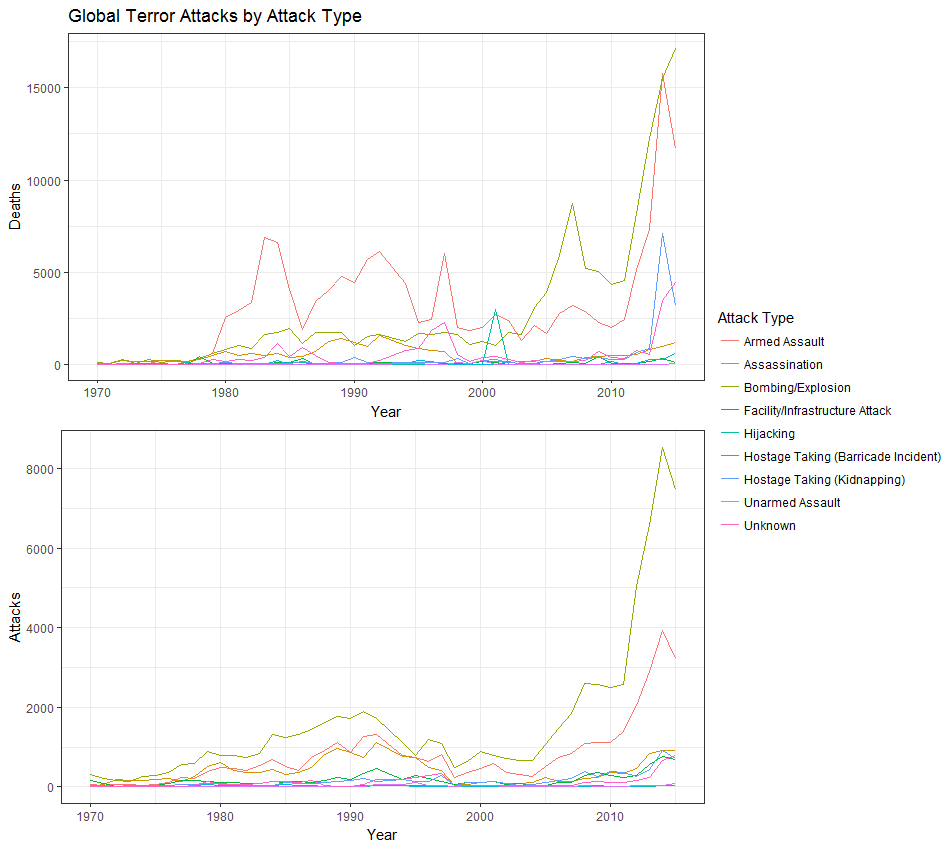 Global Terror Attacks by Attack Type
15000
10000
5000
0
Deaths
1970 1980 1990 2000 2010
Year
Attack Type
Armed Assault
Assassination
Bombing/Explosion
Facility/Infrastructure Attack
Hijacking
Hostage Taking (Barricade Incident)
Hostage Taking (Kidnapping)
Unarmed Assault
Unknown
8000
6000
4000
2000
0
Attacks
1970 1980 1990 2000 2010
Year